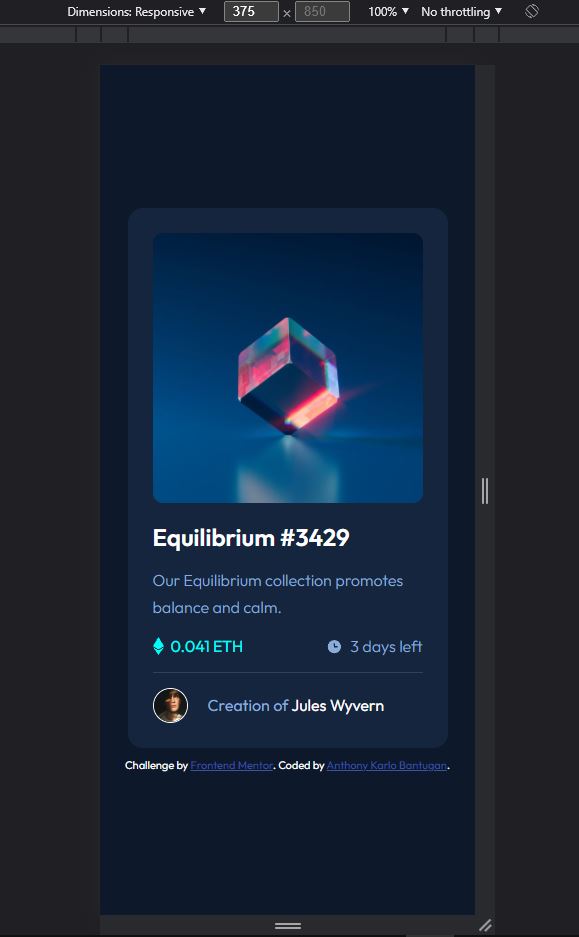 Dimensions: Responsive ▼ 375 × 850 100% ▼ No throttling ▼
Equilibrium #3429
Our Equilibrium collection promotes
balance and calm.
0.041 ETH 3 days left
Creation of Jules Wyvern
Challenge by Frontend Mentor. Coded by Anthony Karlo Bantugan.